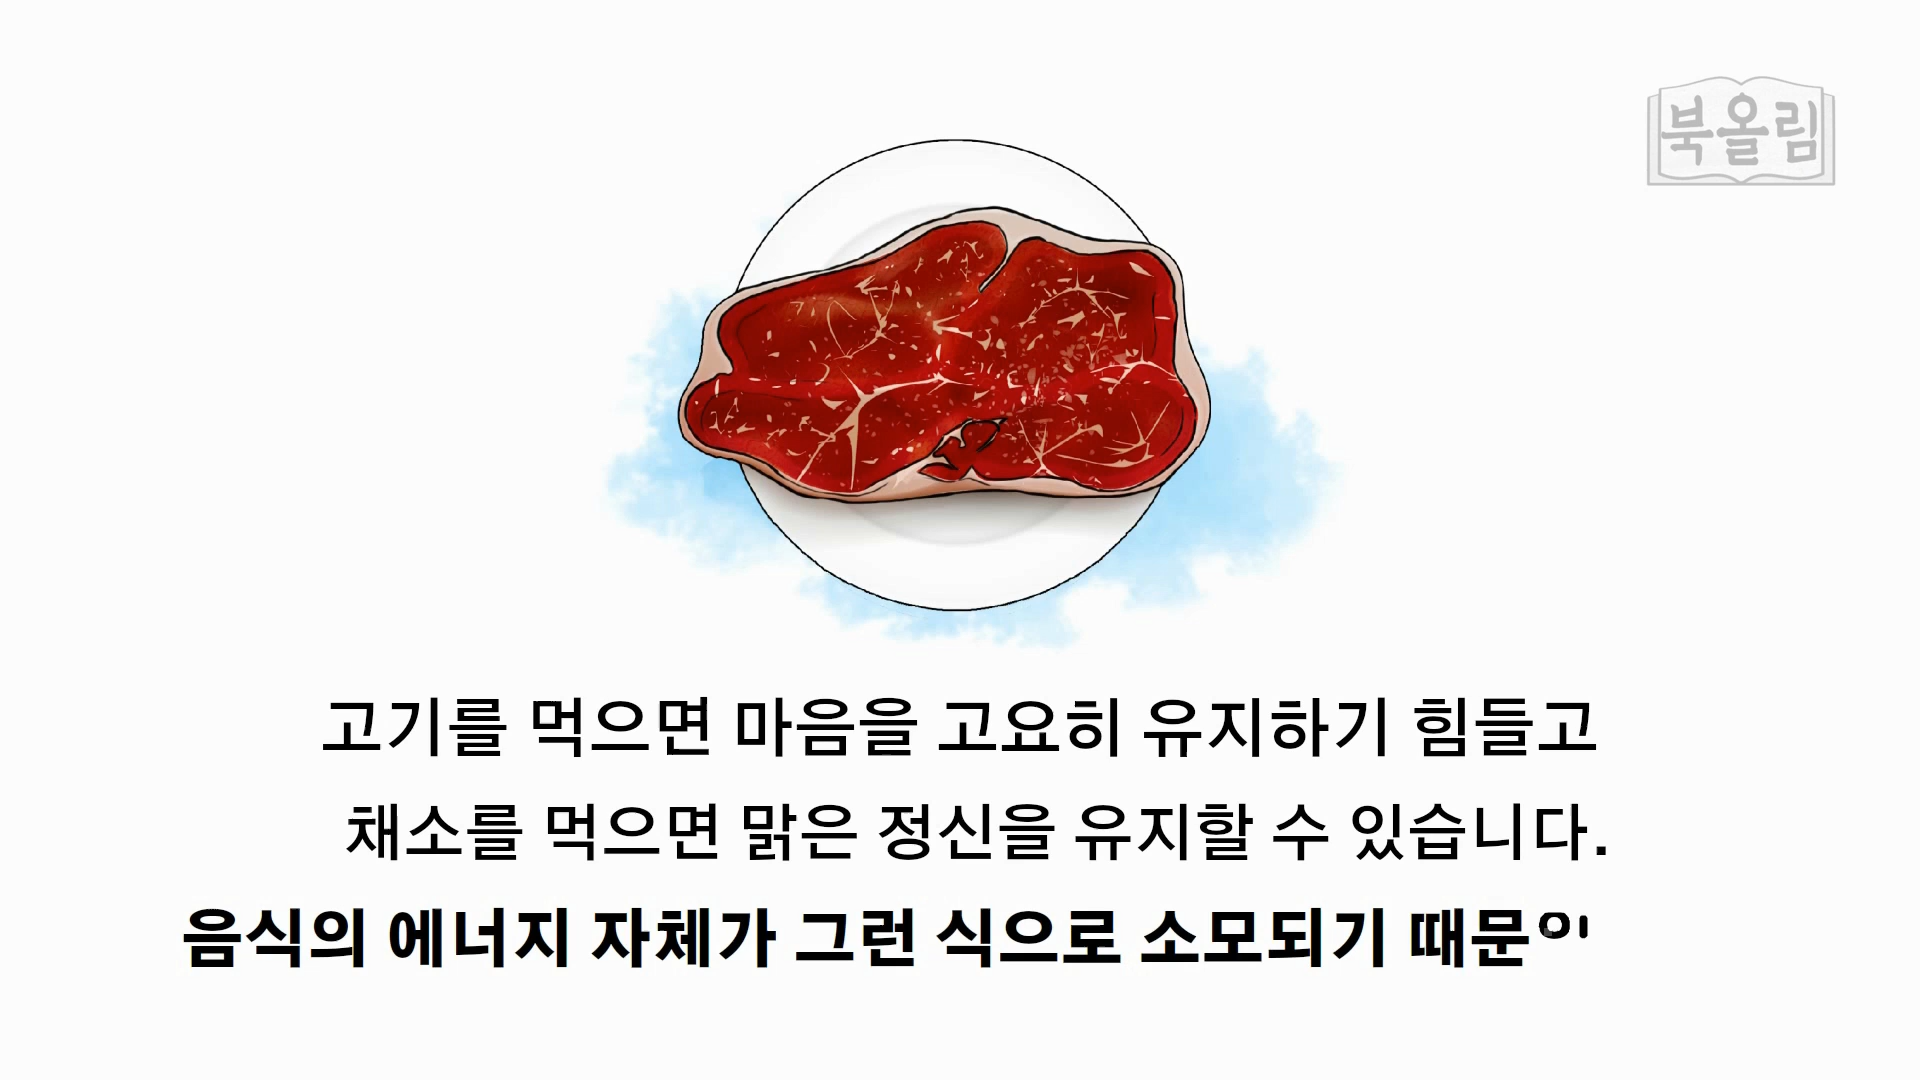 북올림
고기를 먹으면 마음을 고요히 유지하기 힘들고
채소를 먹으면 맑은 정신을 유지할 수 있습니다.
음식의 에너지 자체가 그런 식으로 소모되기